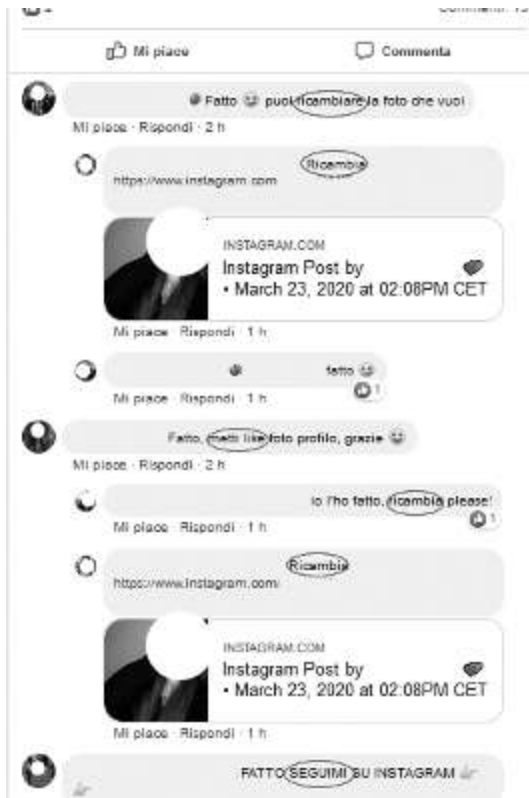 Mi piace Commenta
Fatto puoi ricambiare la foto che vuoi
Mi piace · Rispondi · 2 h
Ricambia
https://www.instagram.com
INSTAGRAM.COM
Instagram Post by
• March 23, 2020 at 02:08PM CET
Mi piace · Rispondi · 1 h
fatto
1
Mi piace · Rispondi · 1 h
Fatto, metti like foto profilo, grazie
Mi piace · Rispondi · 2 h
Io l'ho fatto, ricambia please!
1
Mi piace · Rispondi · 1 h
Ricambia
https://www.instagram.com/
INSTAGRAM.COM
Instagram Post by
• March 23, 2020 at 02:08PM CET
Mi piace · Rispondi · 1 h
FATTO SEGUIMI SU INSTAGRAM